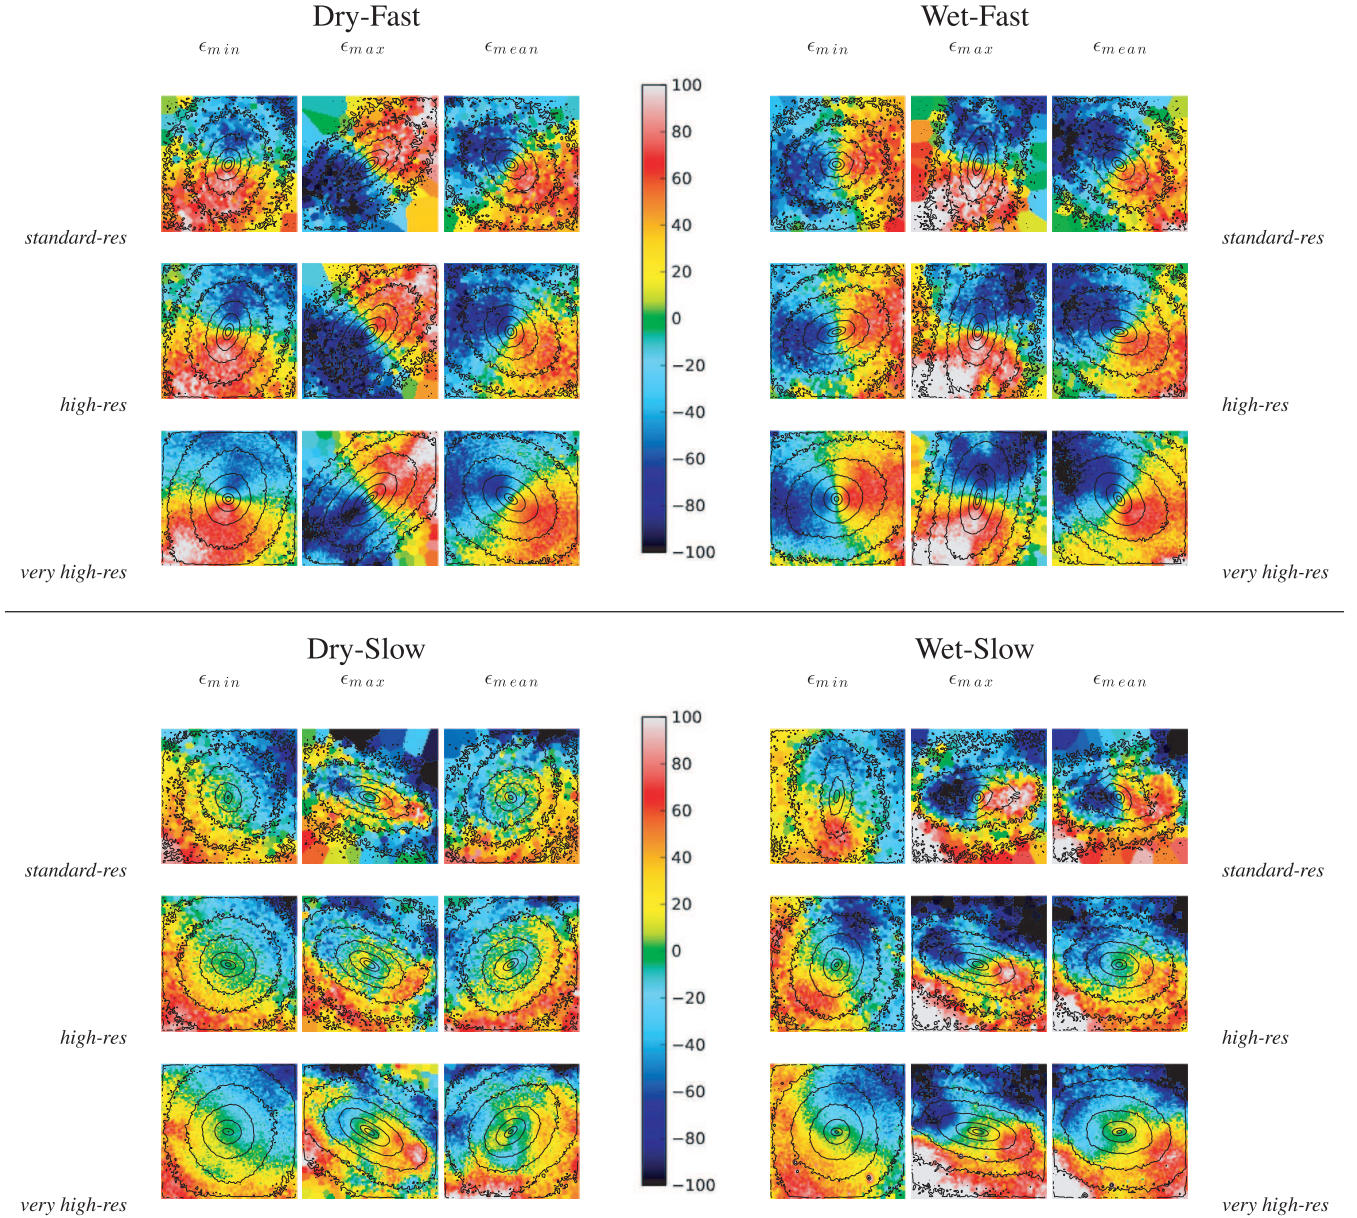 Dry-Fast
Wet-Fast
ϵmin ϵmax ϵmean
ϵmin ϵmax ϵmean
100
80
60
40
20
0
−20
−40
−60
−80
−100
standard-res
standard-res
high-res
high-res
very high-res
very high-res
Dry-Slow
Wet-Slow
ϵmin ϵmax ϵmean
ϵmin ϵmax ϵmean
100
80
60
40
20
0
−20
−40
−60
−80
−100
standard-res
standard-res
high-res
high-res
very high-res
very high-res